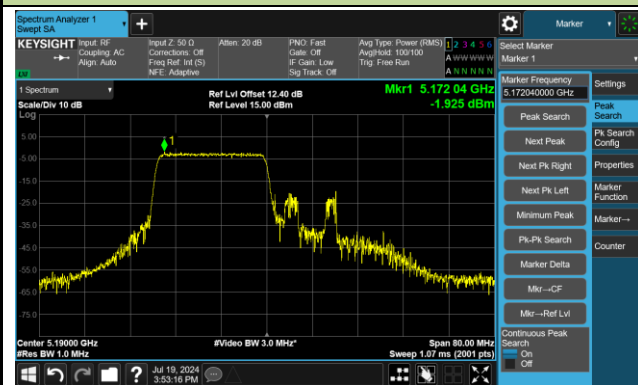 Spectrum Analyzer 1
Swept SA
+
Marker
KEYSIGHT
Input: RF
Coupling: AC
Align: Auto
Input Z: 50 Ω
Corrections: Off
Freq Ref: Int (S)
NFE: Adaptive
Atten: 20 dB
PNO: Fast
Gate: Off
IF Gain: Low
Sig Track: Off
Avg Type: Power (RMS)
Avg|Hold: 100/100
Trig: Free Run
1 2 3 4 5 6
A W W W W W
A N N N N N
LXI
Select Marker
Marker 1
1 Spectrum
Scale/Div 10 dB
Log
Ref Lvl Offset 12.40 dB
Ref Level 15.00 dBm
Mkr1 5.172 04 GHz
-1.925 dBm
1
5.00
-5.00
-15.0
-25.0
-35.0
-45.0
-55.0
-65.0
-75.0
Center 5.19000 GHz
#Res BW 1.0 MHz
#Video BW 3.0 MHz*
Span 80.00 MHz
Sweep 1.07 ms (2001 pts)
Marker Frequency
5.172040000 GHz
Peak Search
Next Peak
Next Pk Right
Next Pk Left
Minimum Peak
Pk-Pk Search
Marker Delta
Mkr→CF
Mkr→Ref Lvl
Continuous Peak
Search
On
Off
Settings
Peak
Search
Pk Search
Config
Properties
Marker
Function
Marker→
Counter
?
Jul 19, 2024
3:53:16 PM